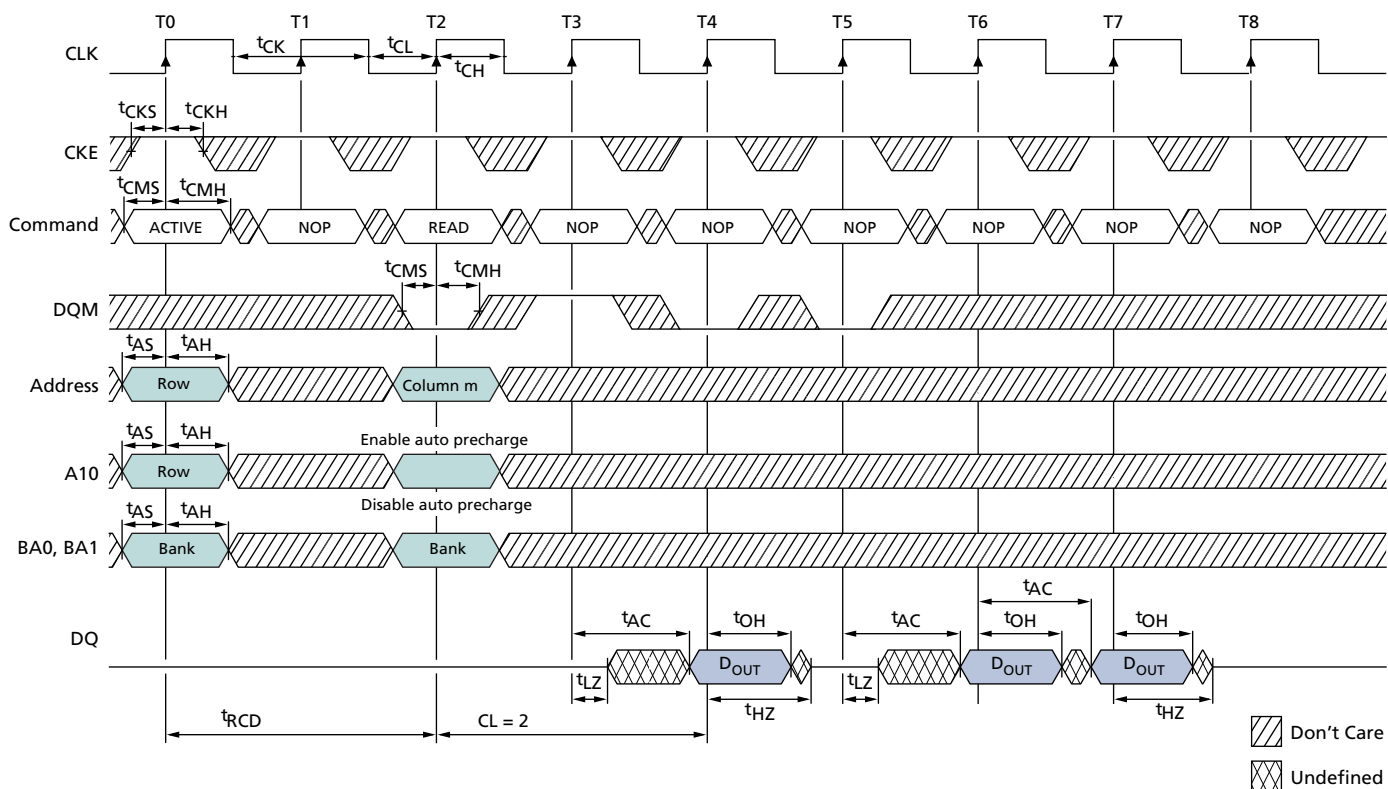 T0 T1 T2 T3 T4 T5 T6 T7 T8
CLK
tCK tCL
tCH
tCKS tCKH
CKE
tCMS tCMH
Command ACTIVE NOP READ NOP NOP NOP NOP NOP NOP
tCMS tCMH
DQM
tAS tAH
Address Row Column m
tAS tAH Enable auto precharge
A10 Row
tAS tAH Disable auto precharge
BA0, BA1 Bank Bank
tAC
tAC tOH tAC tOH tOH
DQ
DOUT DOUT DOUT
tLZ tLZ
tHZ tHZ
tRCD CL = 2
Don't Care
Undefined